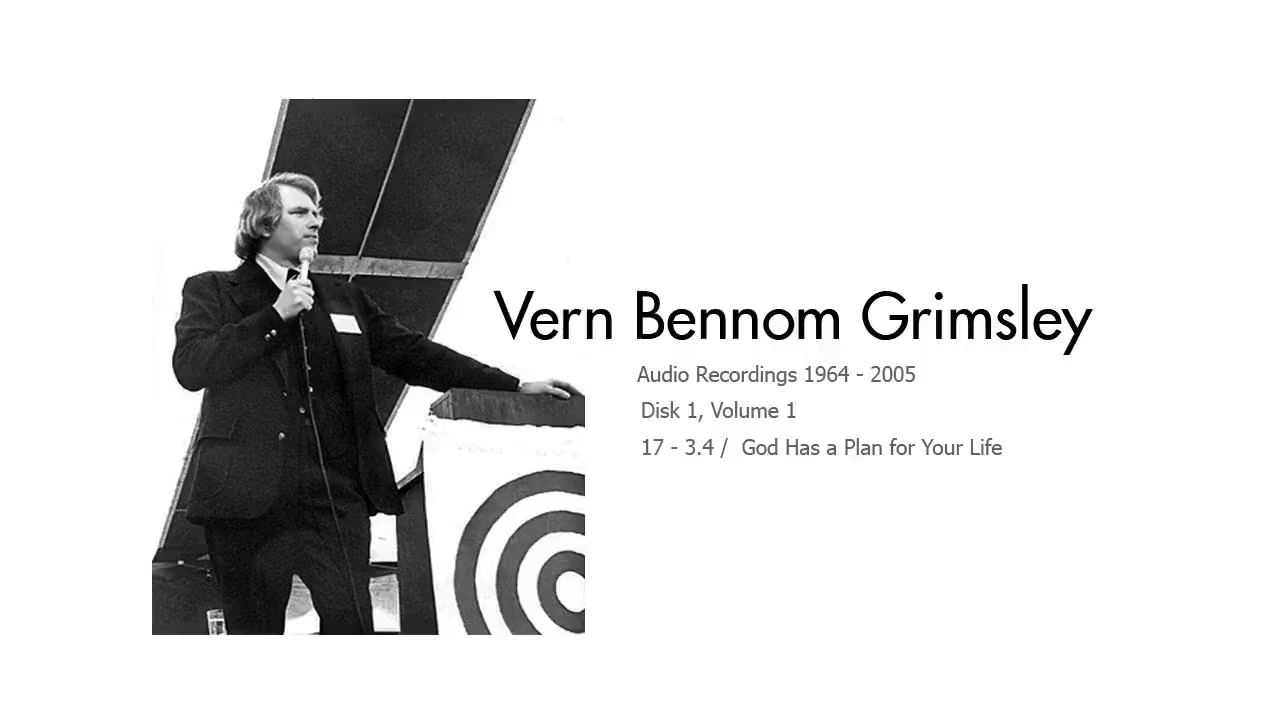 Vern Bennom Grimsley
Audio Recordings 1964 - 2005
Disk 1, Volume 1
17 - 3.4 / God Has a Plan for Your Life